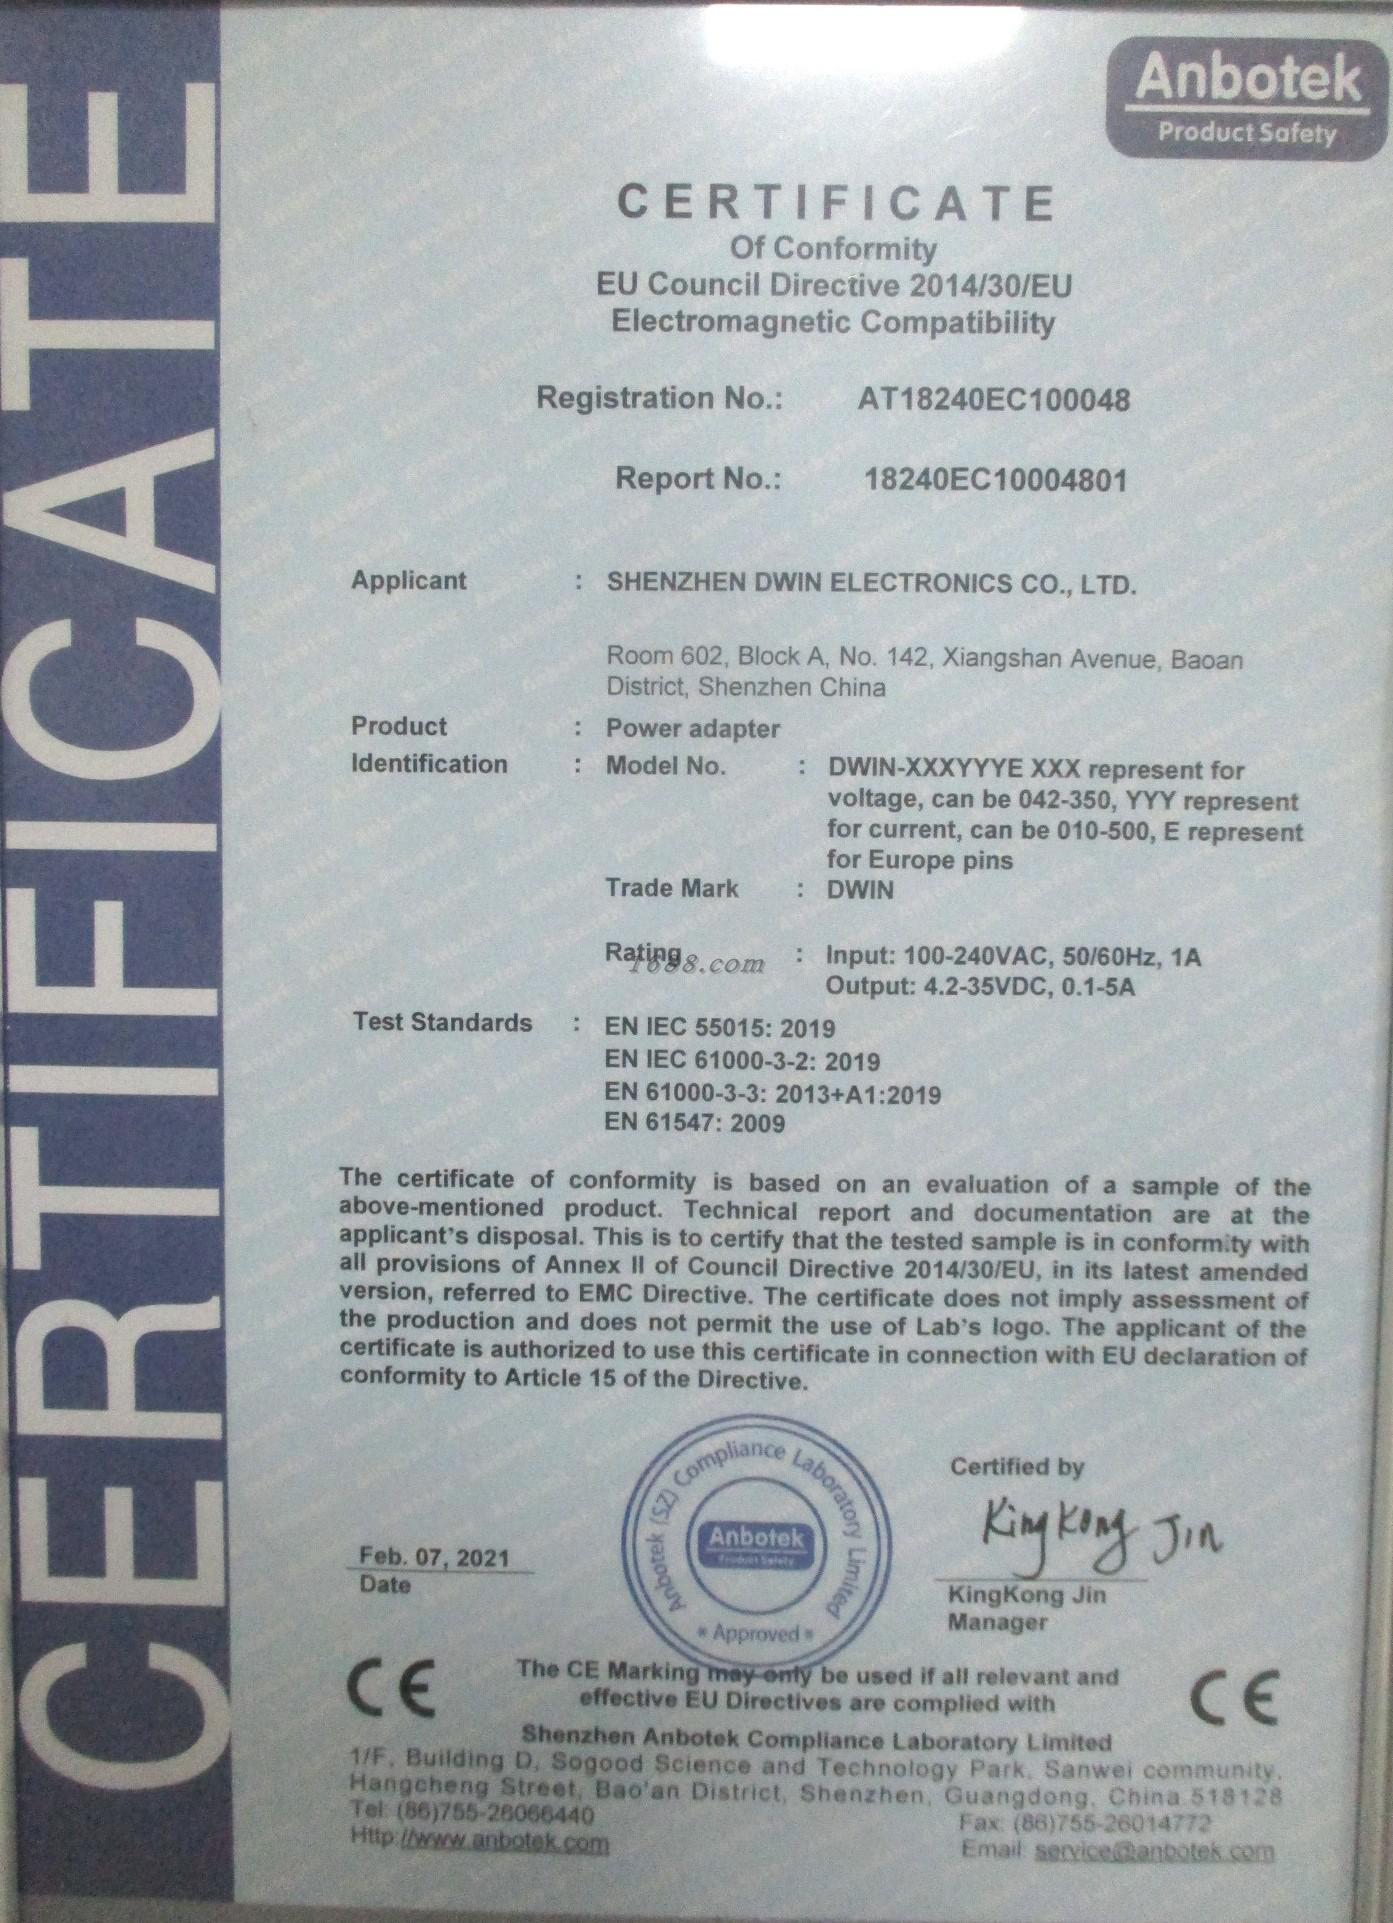 CERTIFICATE
Anbotek
Product Safety
CERTIFICATE
Of Conformity
EU Council Directive 2014/30/EU
Electromagnetic Compatibility
Registration No.: AT18240EC100048
Report No.: 18240EC10004801
Applicant : SHENZHEN DWIN ELECTRONICS CO., LTD.
Room 602, Block A, No. 142, Xiangshan Avenue, Baoan
District, Shenzhen China
Product : Power adapter
Identification : Model No. : DWIN-XXXYYYE XXX represent for
voltage, can be 042-350, YYY represent
for current, can be 010-500, E represent
for Europe pins
Trade Mark : DWIN
Rating : Input: 100-240VAC, 50/60Hz, 1A
1688.com
Output: 4.2-35VDC, 0.1-5A
Test Standards : EN IEC 55015: 2019
EN IEC 61000-3-2: 2019
EN 61000-3-3: 2013+A1:2019
EN 61547: 2009
The certificate of conformity is based on an evaluation of a sample of the
above-mentioned product. Technical report and documentation are at the
applicant's disposal. This is to certify that the tested sample is in conformity with
all provisions of Annex II of Council Directive 2014/30/EU, in its latest amended
version, referred to EMC Directive. The certificate does not imply assessment of
the production and does not permit the use of Lab's logo. The applicant of the
certificate is authorized to use this certificate in connection with EU declaration of
conformity to Article 15 of the Directive.
Anbotek (SZ) Compliance Laboratory Limited
Anbotek
Product Safety
* Approved *
Certified by
KingKong Jin
Feb. 07, 2021
Date
KingKong Jin
Manager
CE
The CE Marking may only be used if all relevant and
effective EU Directives are complied with
CE
Shenzhen Anbotek Compliance Laboratory Limited
1/F, Building D, Sogood Science and Technology Park, Sanwei community,
Hangcheng Street, Bao'an District, Shenzhen, Guangdong, China.518128
Tel: (86)755-26066440 Fax: (86)755-26014772
Http://www.anbotek.com Email: service@anbotek.com